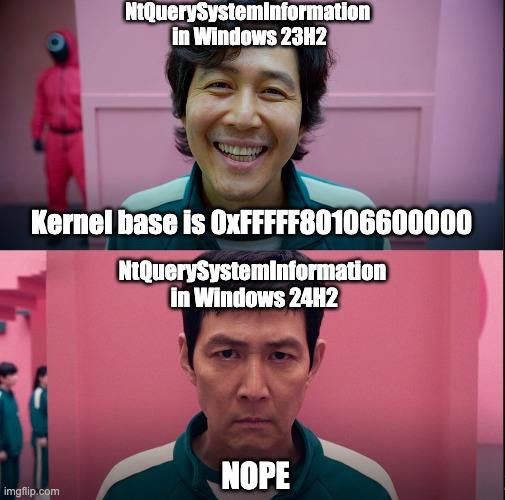 NtQuerySystemInformation
in Windows 23H2
Kernel base is 0xFFFFF80106600000
NtQuerySystemInformation
in Windows 24H2
NOPE
imgflip.com